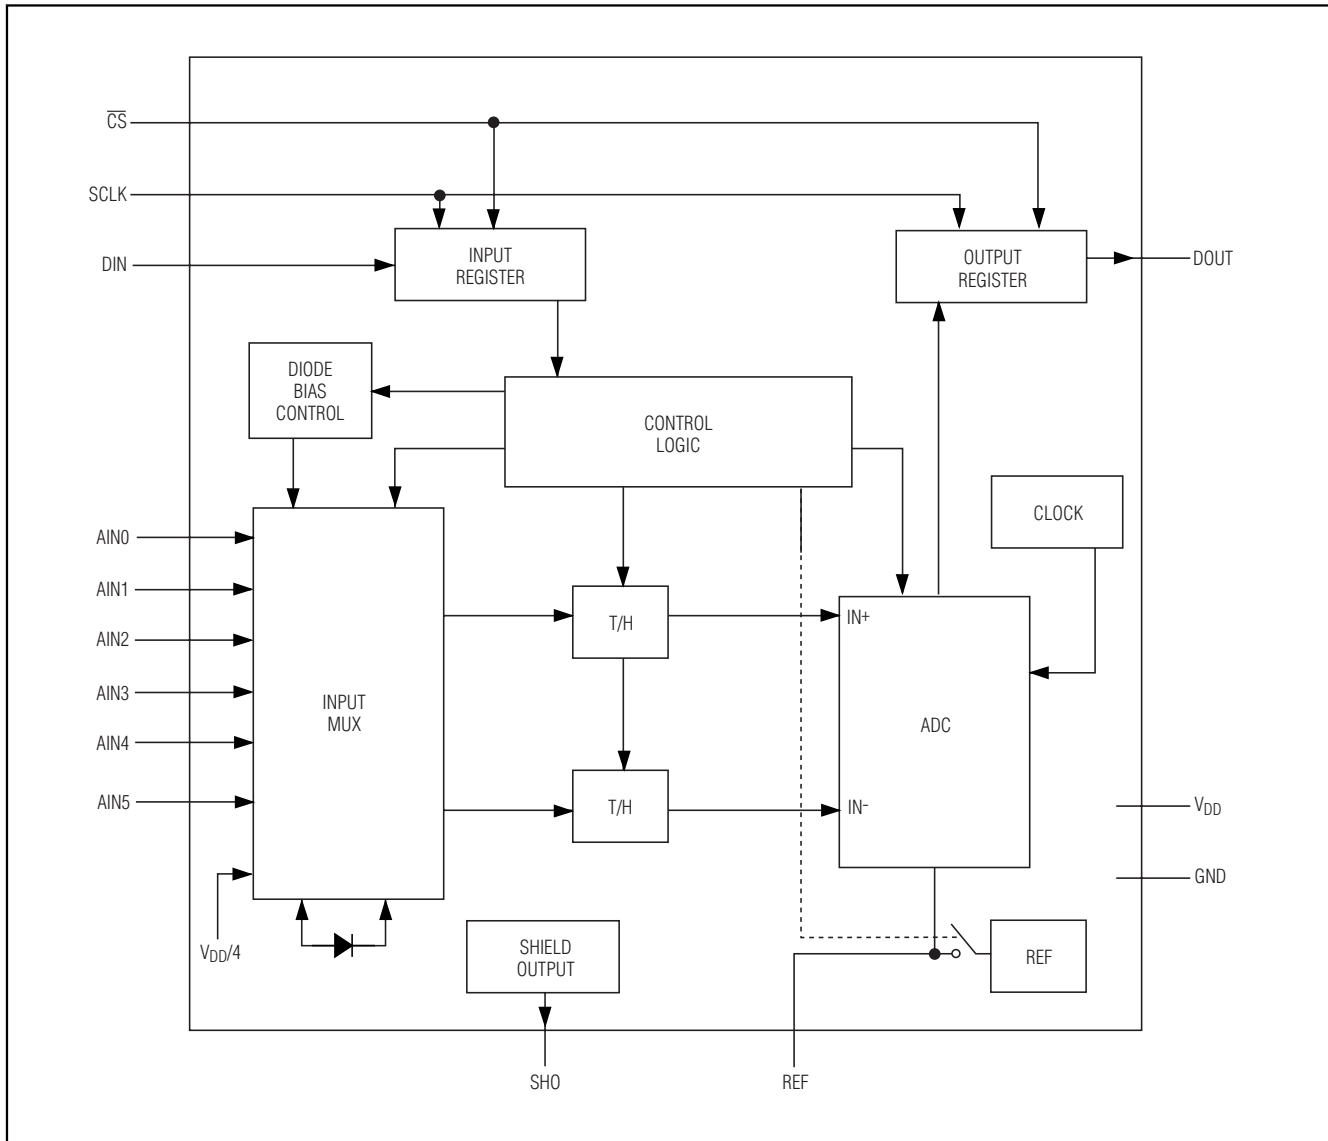 C̅S̅
SCLK
DIN
INPUT
REGISTER
OUTPUT
REGISTER
DOUT
DIODE
BIAS
CONTROL
CONTROL
LOGIC
CLOCK
AIN0
AIN1
AIN2
AIN3
AIN4
AIN5
VDD/4
INPUT
MUX
T/H
T/H
IN+
IN-
ADC
VDD
GND
SHIELD
OUTPUT
REF
SHO
REF